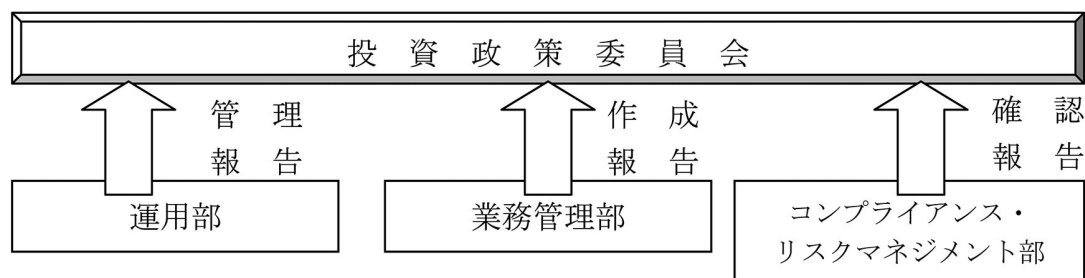 投資政策委員会
管理
報告
作成
報告
確認
報告
運用部
業務管理部
コンプライアンス・
リスクマネジメント部